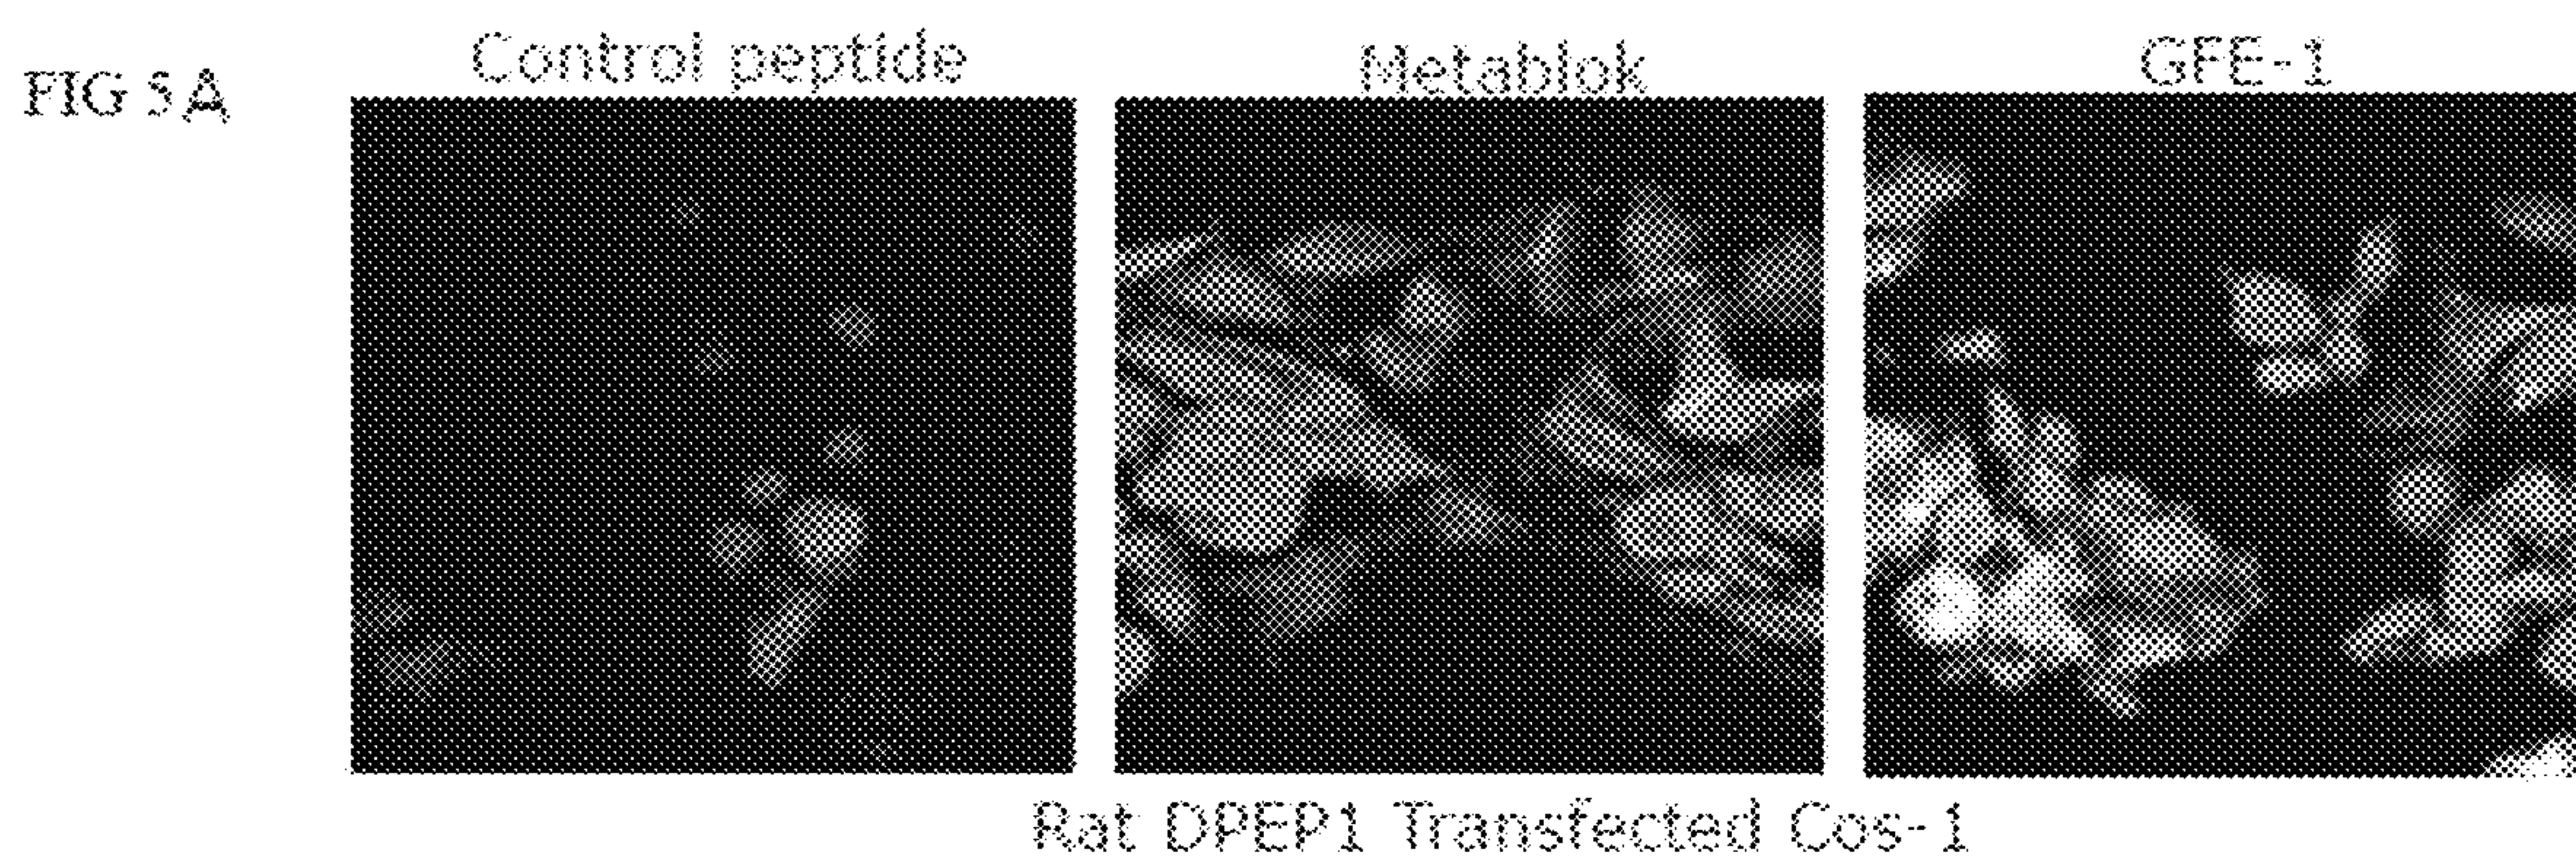 FIG 5A
Control peptide
Metablok
GFE-1
Rat DPEP1 Transfected Cos-1